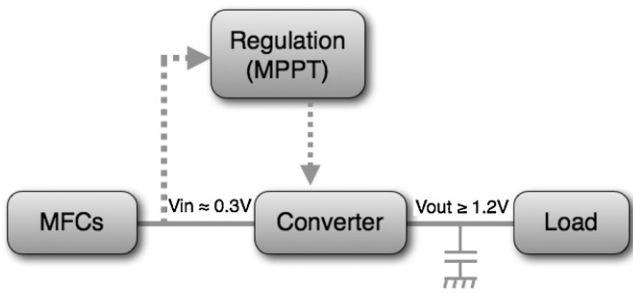 Regulation
(MPPT)
MFCs
Vin ≈ 0.3V
Converter
Vout ≥ 1.2V
Load